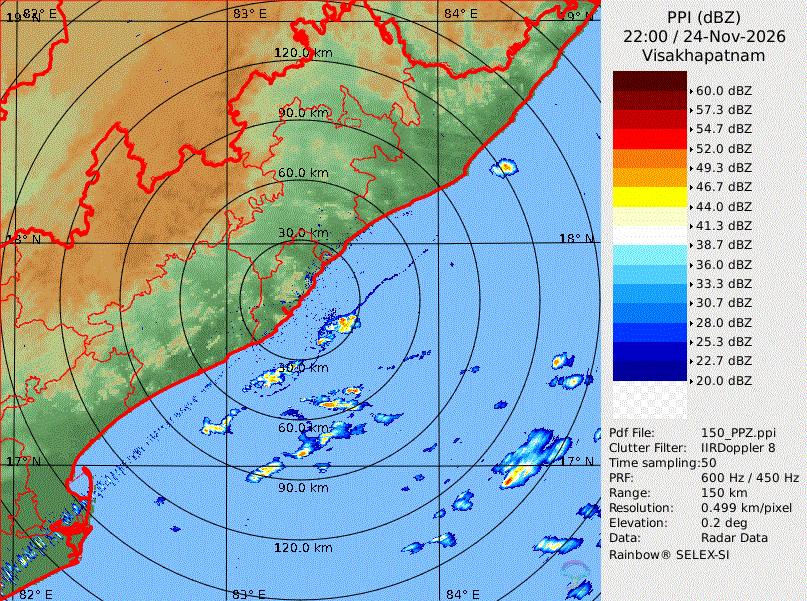 82° E
83° E
84° E
19° N
19° N
120.0 km
90.0 km
60.0 km
30.0 km
18° N
18° N
30.0 km
60.0 km
17° N
17° N
90.0 km
120.0 km
82° E
83° E
84° E
PPI (dBZ)
22:00 / 24-Nov-2026
Visakhapatnam
60.0 dBZ
57.3 dBZ
54.7 dBZ
52.0 dBZ
49.3 dBZ
46.7 dBZ
44.0 dBZ
41.3 dBZ
38.7 dBZ
36.0 dBZ
33.3 dBZ
30.7 dBZ
28.0 dBZ
25.3 dBZ
22.7 dBZ
20.0 dBZ
Pdf File: 150_PPZ.ppi
Clutter Filter: IIRDoppler 8
Time sampling:50
PRF: 600 Hz / 450 Hz
Range: 150 km
Resolution: 0.499 km/pixel
Elevation: 0.2 deg
Data: Radar Data
Rainbow® SELEX-SI